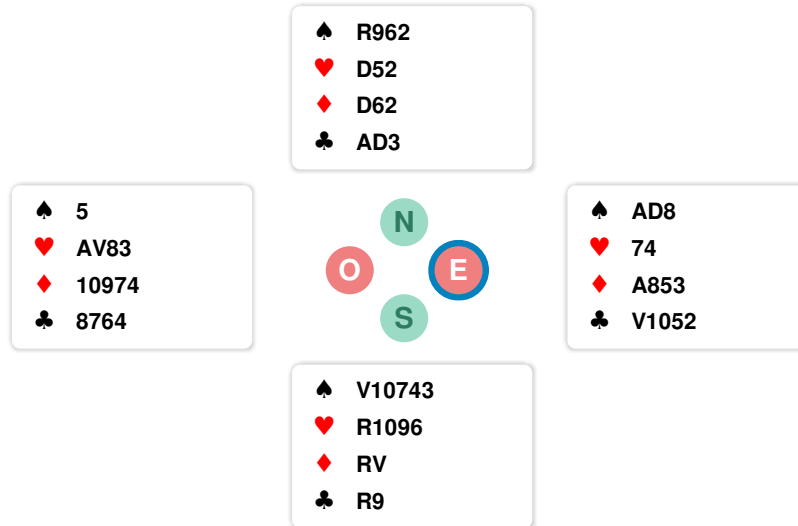 ♠ R962
♥ D52
♦ D62
♣ AD3
♠ 5
♥ AV83
♦ 10974
♣ 8764
N
O
E
S
♠ AD8
♥ 74
♦ A853
♣ V1052
♠ V10743
♥ R1096
♦ RV
♣ R9